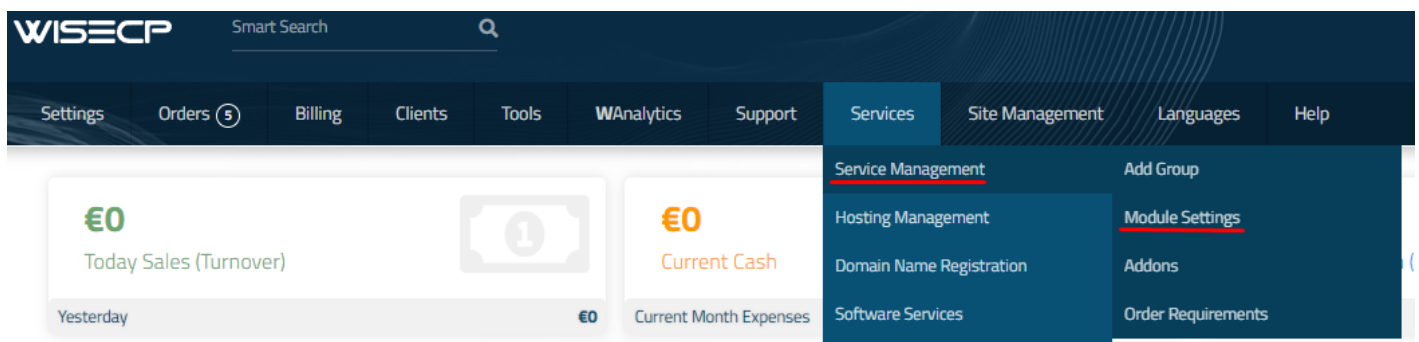 WISECP
Smart Search
Settings Orders 5 Billing Clients Tools WAnalytics Support Services Site Management Languages Help
Service Management Add Group
€0 €0 Hosting Management Module Settings
Today Sales (Turnover) Current Cash Domain Name Registration Addons (
Yesterday €0 Current Month Expenses Software Services Order Requirements
1